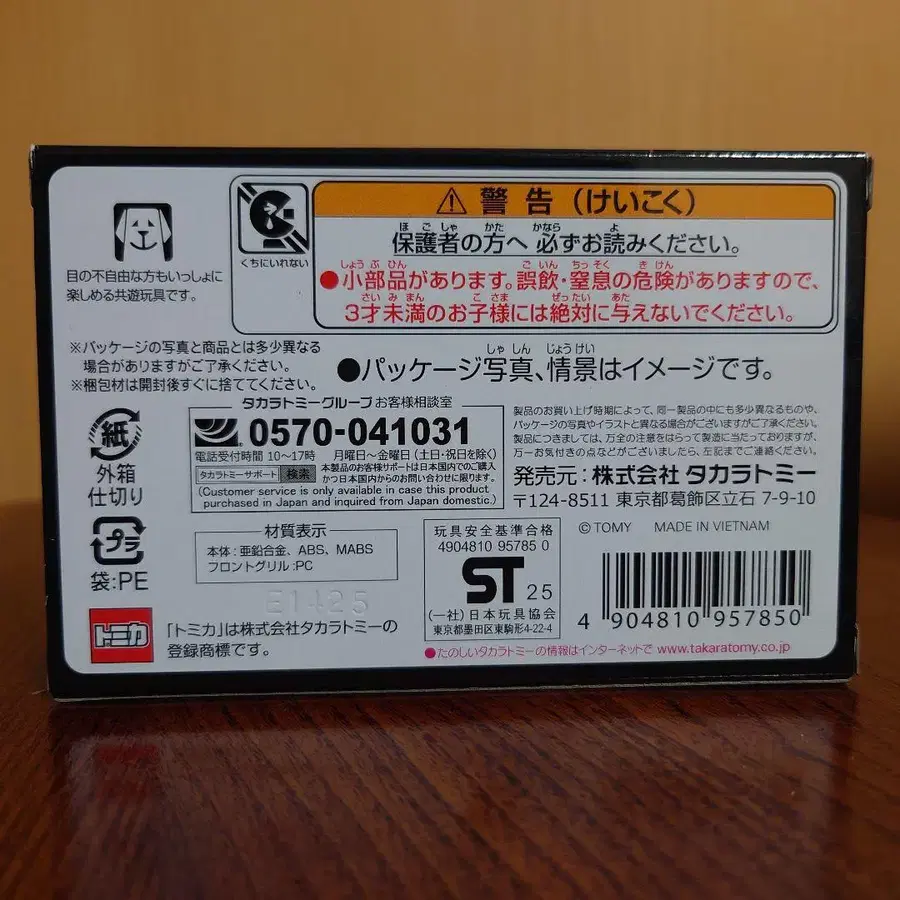 目の不自由な方もいっしょに
楽しめる共遊玩具です。
くちにいれない
警告（けいこく）
保護者の方へ 必ずお読みください。
●小部品があります。誤飲・窒息の危険がありますので、
3才未満のお子様には絶対に与えないでください。
※パッケージの写真と商品とは多少異なる
場合がありますがご了承ください。
※梱包材は開封後すぐに捨ててください。
●パッケージ写真、情景はイメージです。
紙
外箱
仕切り
プラ
袋:PE
タカラトミーグループ お客様相談室
0570-041031
電話受付時間 10〜17時 月曜日〜金曜日（土・日・祝日を除く）
タカラトミーサポート 検索
本製品のお客様サポートは日本国内でのご購入
かつ日本国内からのお問い合わせに限ります。
(Customer service is only available in case this product
purchased in Japan and inquired from Japan domestic.)
製品のお買い上げ時期によって、同一製品の中にも多少異なるものや、
パッケージの写真やイラストと異なる場合がございますがご了承ください。
製品につきましては、万全の注意をはらって製造に当たっておりますが、
万一お気付きの点などがございましたら、左記までご連絡ください。
発売元：株式会社 タカラトミー
〒124-8511 東京都葛飾区立石 7-9-10
© TOMY MADE IN VIETNAM
材質表示
本体：亜鉛合金、ABS、MABS
フロントグリル：PC
E1425
トミカ
「トミカ」は株式会社タカラトミーの
登録商標です。
玩具安全基準合格
4904810 95785 0
ST 25
(一社)日本玩具協会
東京都墨田区東駒形4-22-4
4 904810 957850
●たのしいタカラトミーの情報はインターネットで www.takaratomy.co.jp